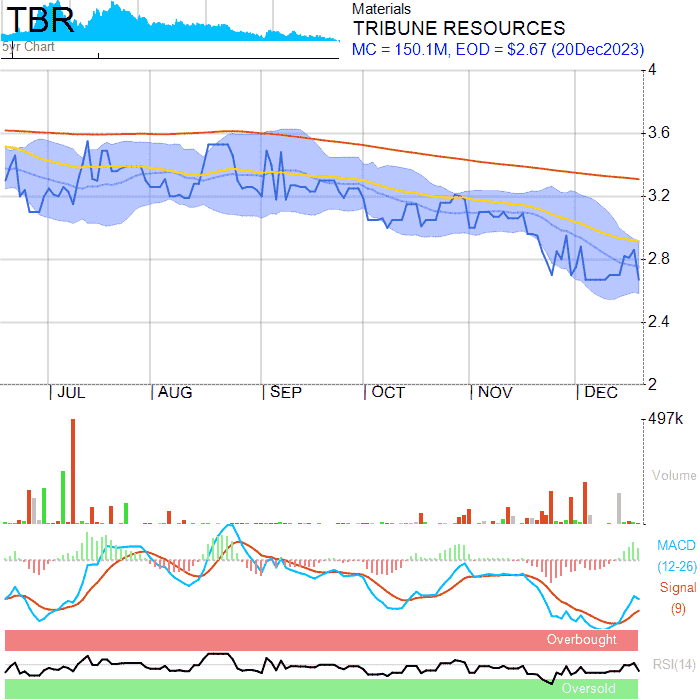 TBR
5yr Chart
Materials
TRIBUNE RESOURCES
MC = 150.1M, EOD = $2.67 (20Dec2023)
4
3.6
3.2
2.8
2.4
2
JUL
AUG
SEP
OCT
NOV
DEC
497k
Volume
MACD
(12-26)
Signal
(9)
Overbought
RSI(14)
Oversold